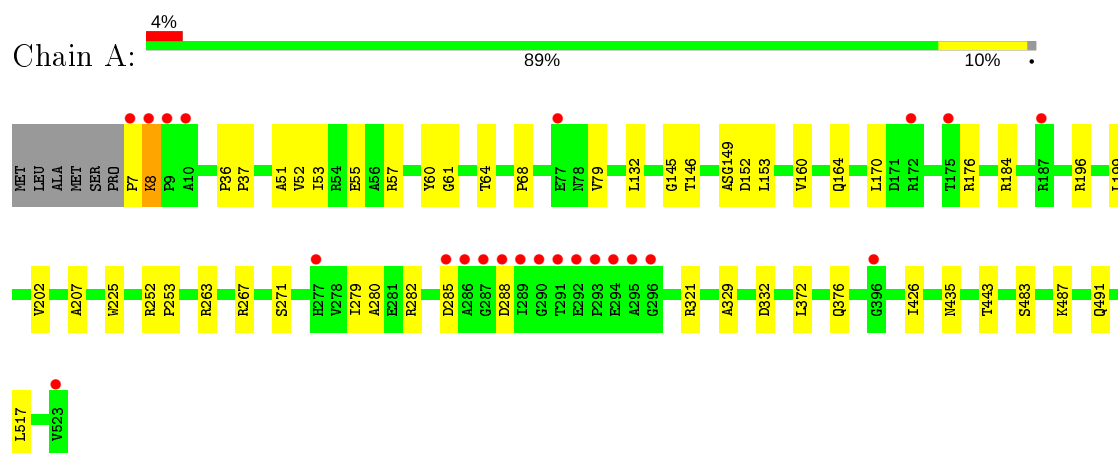 4%
Chain A:
89% 10% •
MET LEU ALA MET SER PRO P7 K8 P9 A10 P36 P37 A51 V52 I53 R54 E55 A56 R57 Y60 G61 T64 P68 E77 N78 V79 L132 G145 T146 ASG149 D152 L153 V160 Q164 L170 D171 R172 T175 R176 R184 R187 R196 L199
V202 A207 W225 R252 P253 R263 R267 S271 H277 V278 I279 A280 E281 R282 D285 A286 G287 D288 I289 G290 T291 E292 P293 E294 A295 G296 R321 A329 D332 L372 Q376 G396 I426 N435 T443 S483 K487 Q491
L517 V523